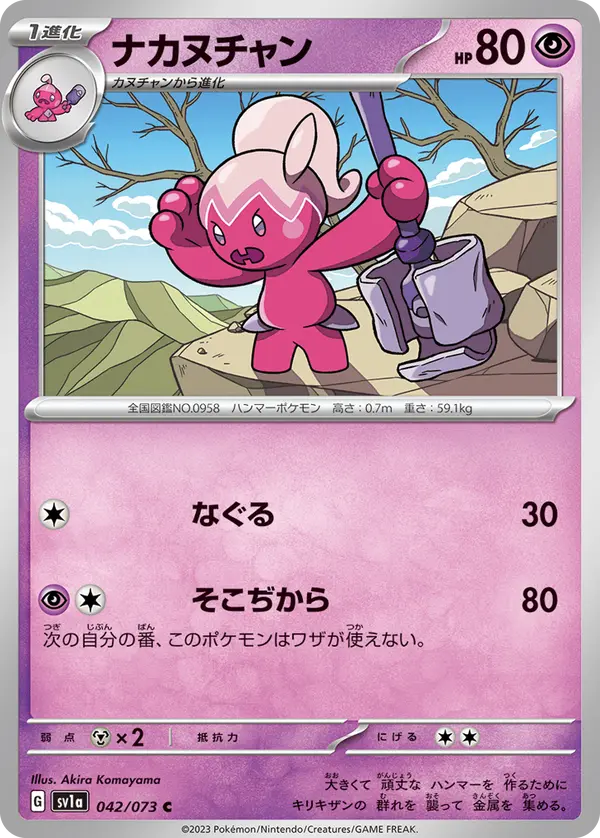 1進化
ナカヌチャン
HP 80
カヌチャンから進化
全国図鑑NO.0958 ハンマーポケモン 高さ:0.7m 重さ:59.1kg
なぐる 30
そこぢから 80
次の自分の番、このポケモンはワザが使えない。
弱点 ×2 抵抗力 にげる
Illus. Akira Komayama
大きくて 頑丈な ハンマーを 作るために
キリキザンの 群れを 襲って 金属を 集める。
G sv1a 042/073 C
©2023 Pokémon/Nintendo/Creatures/GAME FREAK.